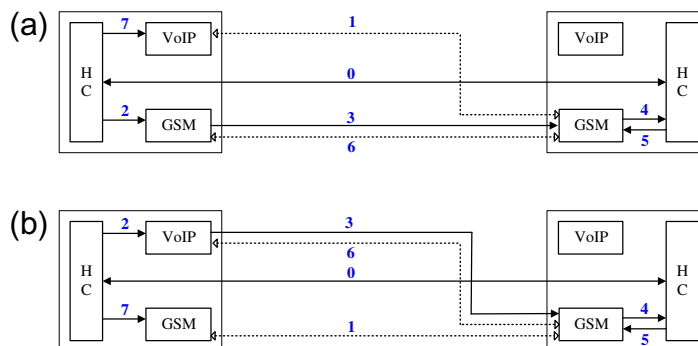 (a)
7 VoIP 1 VoIP
H C 0 H C
2 GSM 3 GSM 4
6 5
(b)
2 VoIP 3 VoIP
6
H C 0 H C
7 GSM 1 GSM 4
5